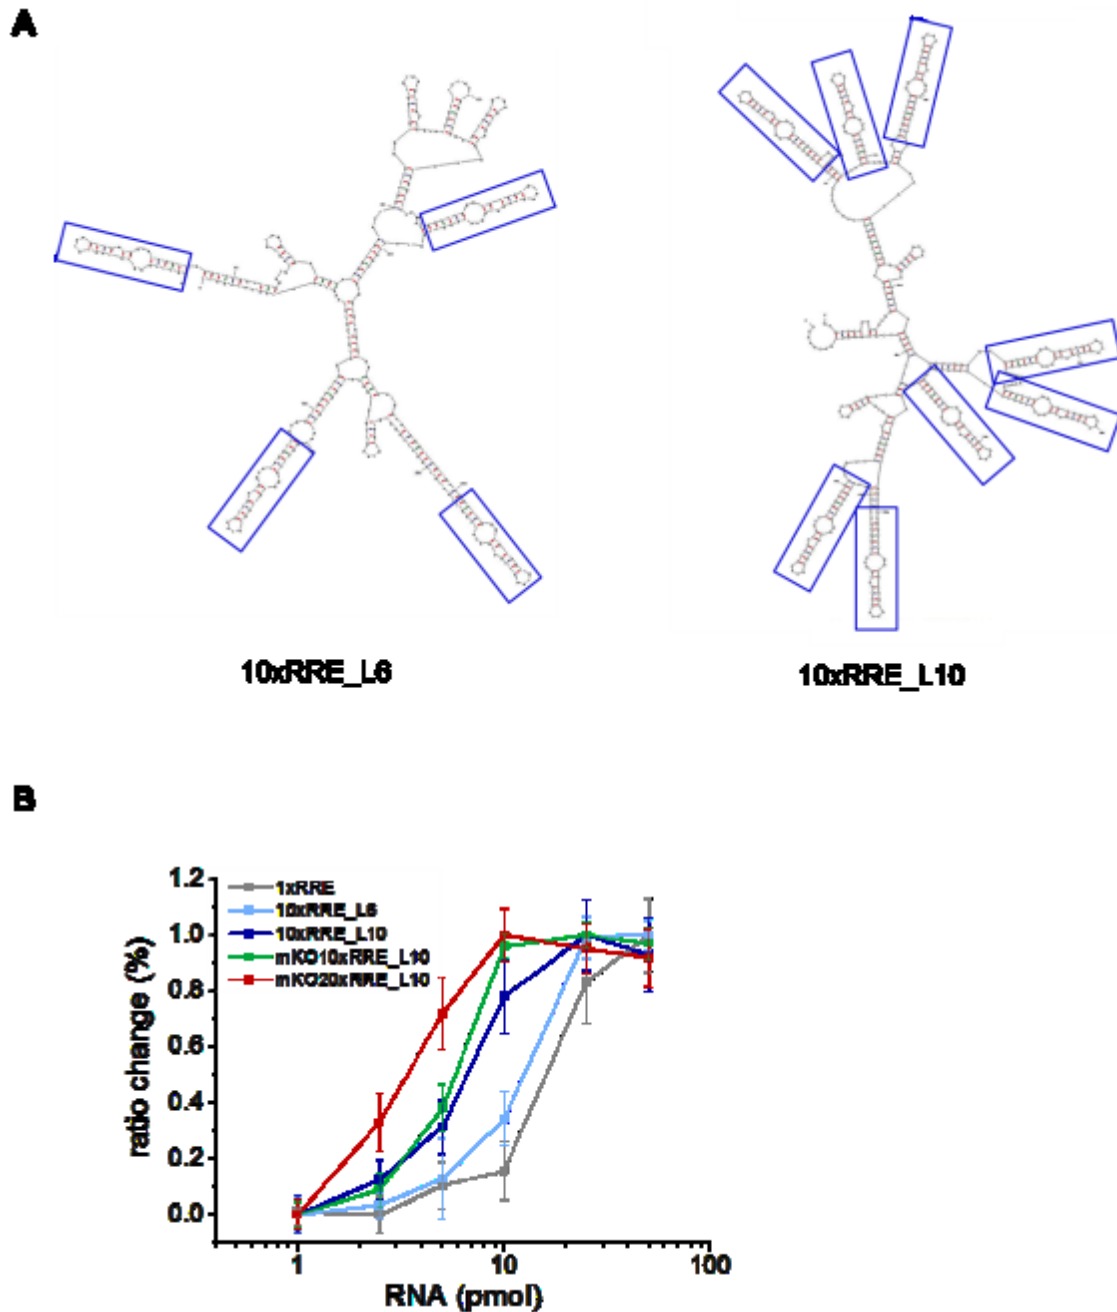 A
10xRRE_L6
10xRRE_L10
B
1xRRE
10xRRE_L6
10xRRE_L10
mKO10xRRE_L10
mKO20xRRE_L10
1.2
1.0
0.8
0.6
0.4
0.2
0.0
ratio change (%)
1
10
100
RNA (pmol)